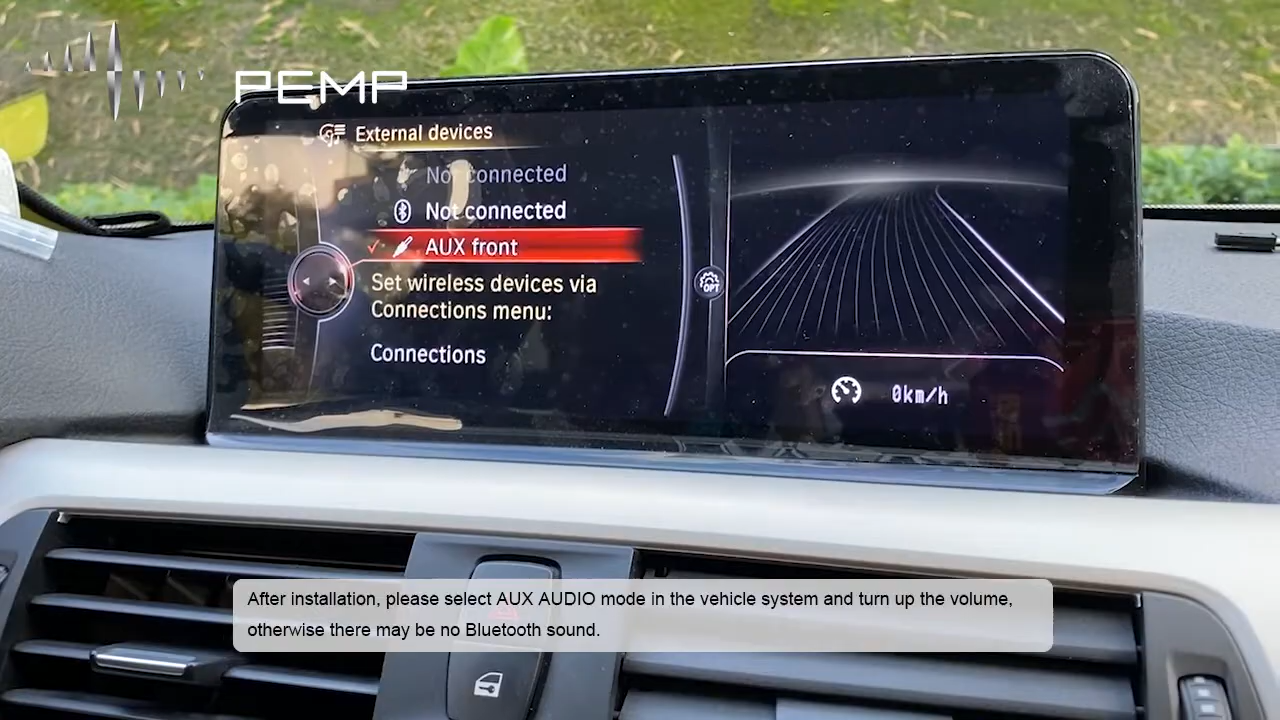 PEMP
External devices
Not connected
Not connected
AUX front
Set wireless devices via
Connections menu:
Connections
OPT
0km/h
After installation, please select AUX AUDIO mode in the vehicle system and turn up the volume,
otherwise there may be no Bluetooth sound.